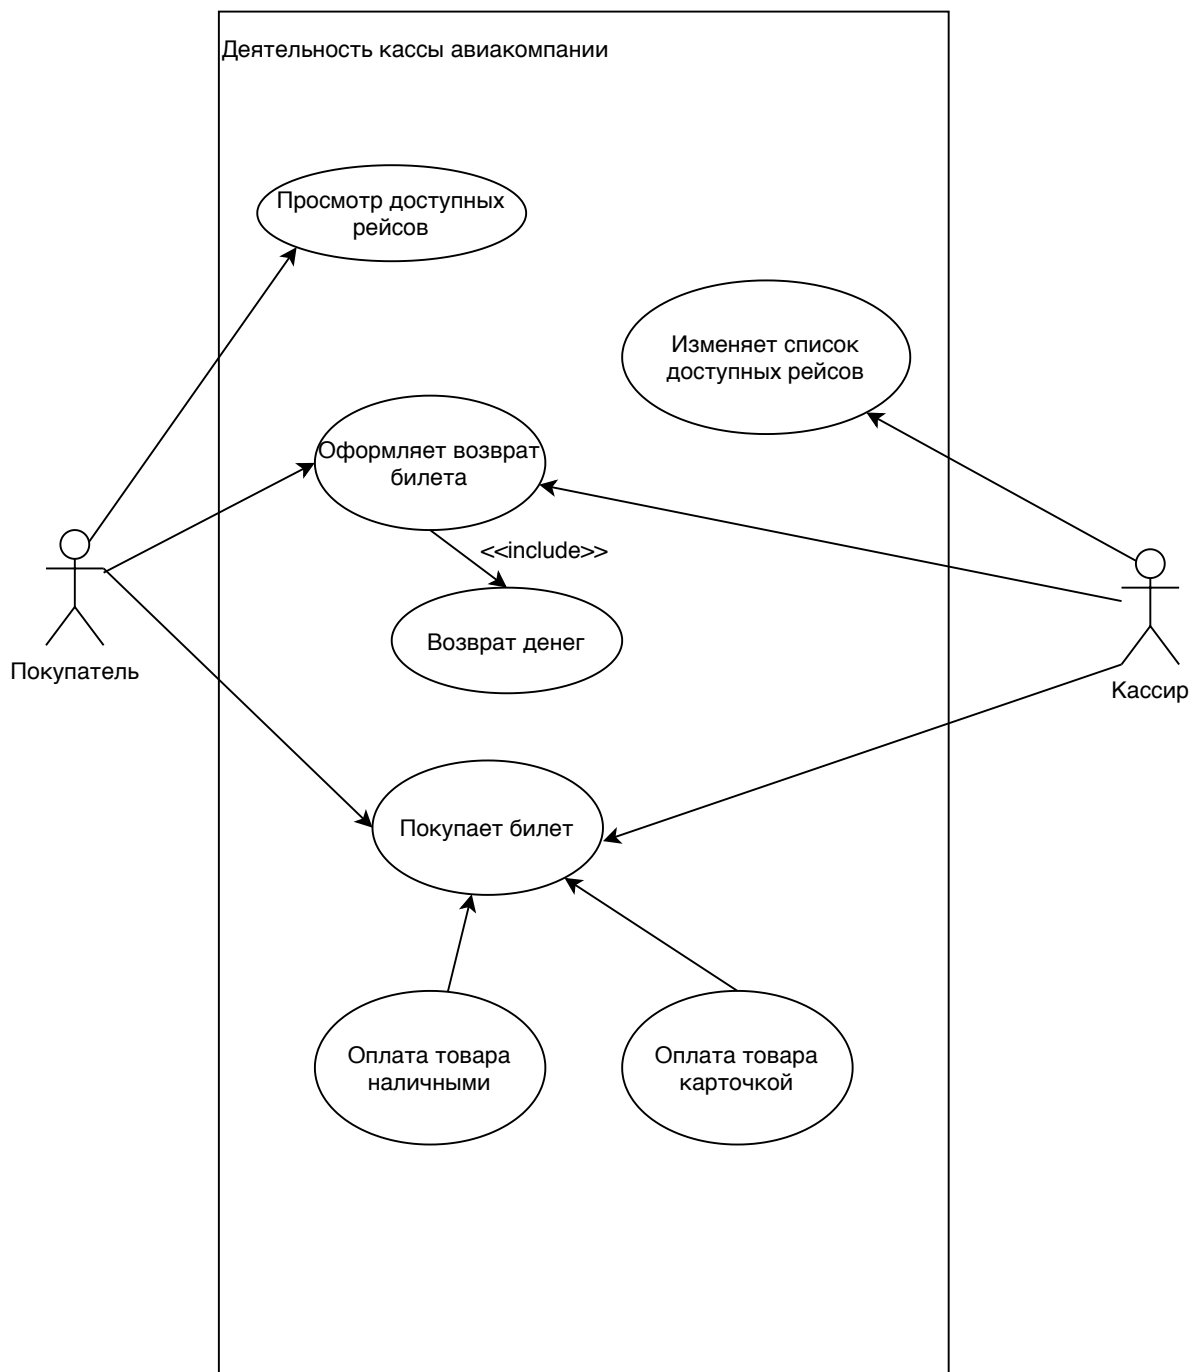 Деятельность кассы авиакомпании
Просмотр доступных
рейсов
Изменяет список
доступных рейсов
Оформляет возврат
билета
<<include>>
Возврат денег
Покупатель
Кассир
Покупает билет
Оплата товара
наличными
Оплата товара
карточкой